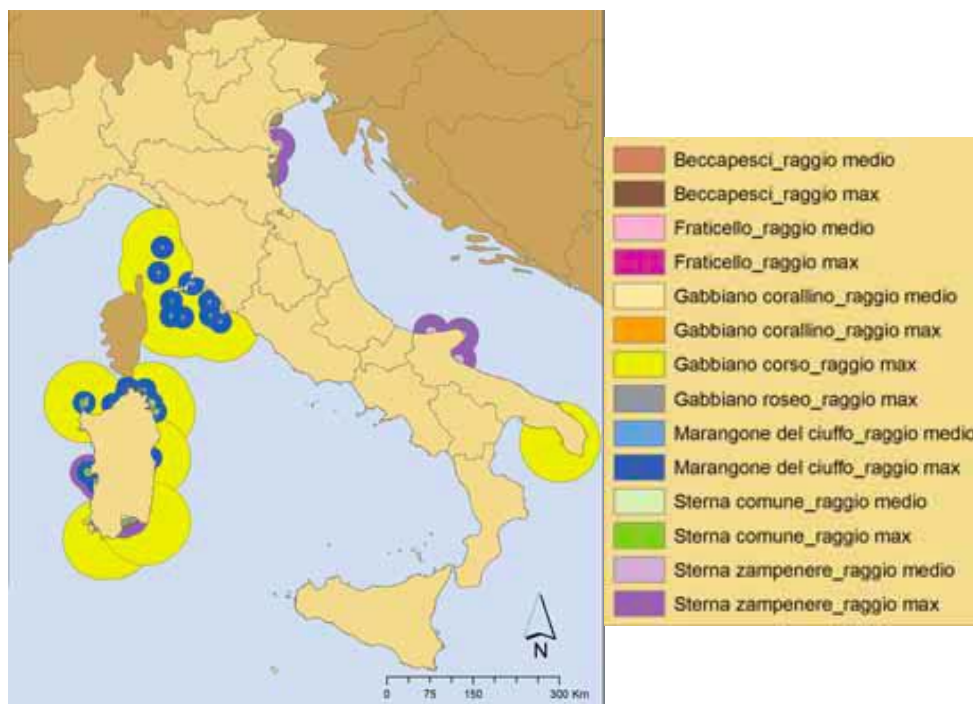 Beccapesci_raggio medio
Beccapesci_raggio max
Fraticello_raggio medio
Fraticello_raggio max
Gabbiano corallino_raggio medio
Gabbiano corallino_raggio max
Gabbiano corso_raggio max
Gabbiano roseo_raggio max
Marangone del ciuffo_raggio medio
Marangone del ciuffo_raggio max
Sterna comune_raggio medio
Sterna comune_raggio max
Sterna zampenere_raggio medio
Sterna zampenere_raggio max
N
0 75 150 300 Km